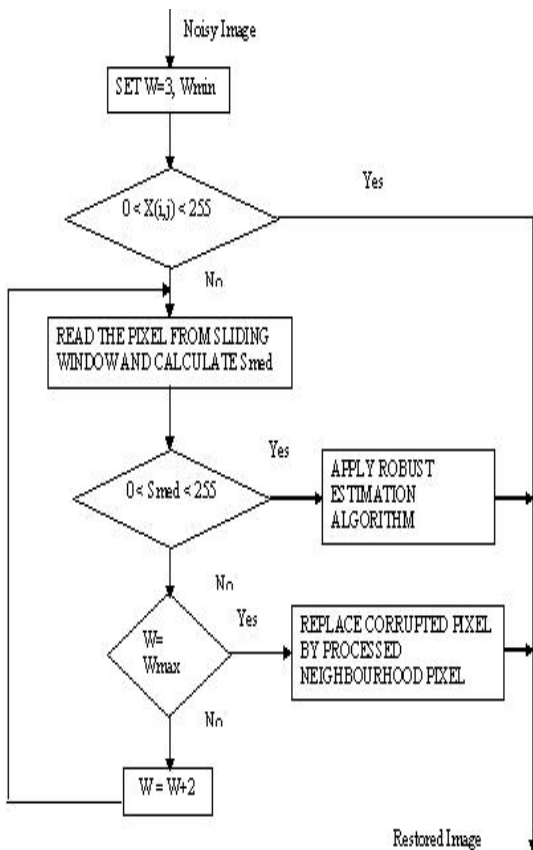 Noisy Image
SET W=3, Wmin
0 < X(i,j) < 255
Yes
No
READ THE PIXEL FROM SLIDING
WINDOW AND CALCULATE Smed
0 < Smed < 255
Yes
APPLY ROBUST
ESTIMATION
ALGORITHM
No
W=
Wmax
Yes
REPLACE CORRUPTED PIXEL
BY PROCESSED
NEIGHBOURHOOD PIXEL
No
W = W+2
Restored Image